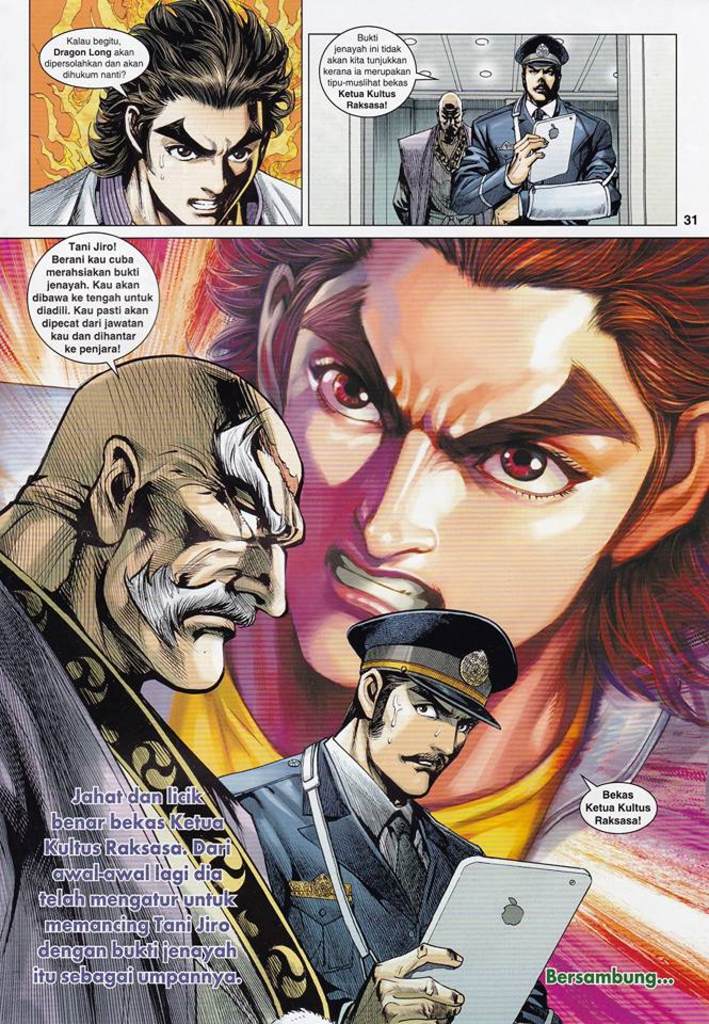 Kalau begitu,
Dragon Long akan
dipersolahkan dan akan
dihukum nanti?
Bukti
jenayah ini tidak
akan kita tunjukkan
kerana ia merupakan
tipu-muslihat bekas
Ketua Kultus
Raksasa!
31
Tani Jiro!
Berani kau cuba
merahsiakan bukti
jenayah. Kau akan
dibawa ke tengah untuk
diadili. Kau pasti akan
dipecat dari jawatan
kau dan dihantar
ke penjara!
Bekas
Ketua Kultus
Raksasa!
Jahat dan licik
benar bekas Ketua
Kultus Raksasa. Dari
awal-awal lagi dia
telah mengatur untuk
memancing Tani Jiro
dengan bukti jenayah
itu sebagai umpannya.
Bersambung...